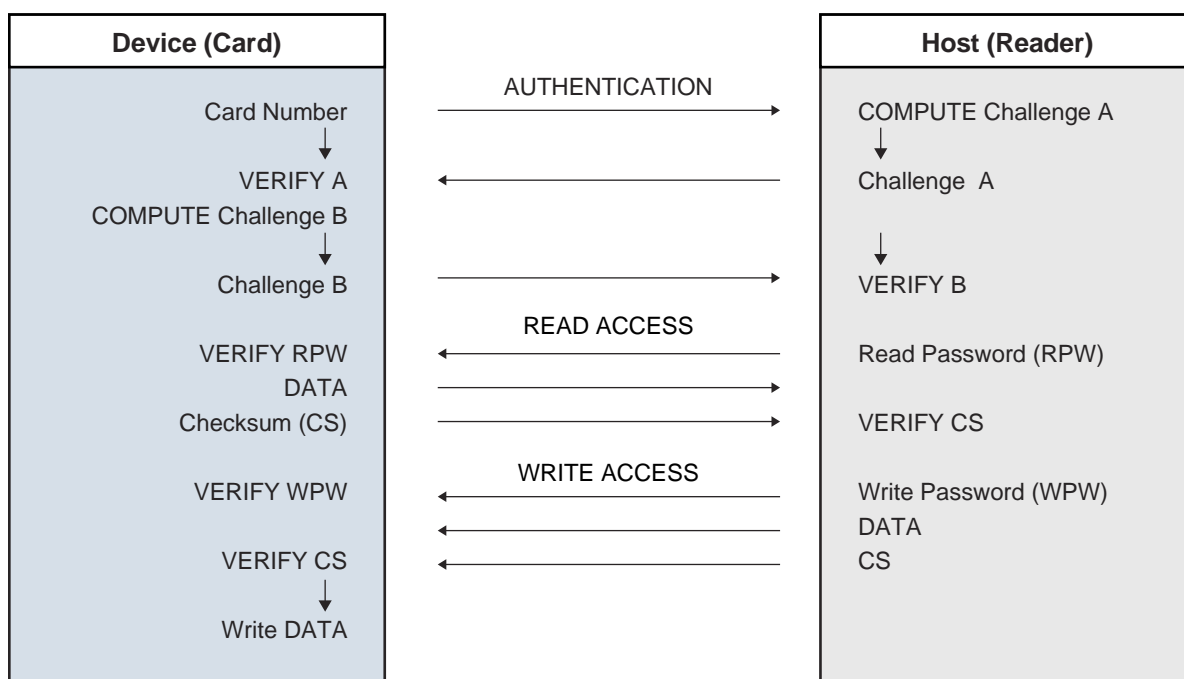 Device (Card)
Host (Reader)
AUTHENTICATION
Card Number
COMPUTE Challenge A
VERIFY A
Challenge A
COMPUTE Challenge B
Challenge B
VERIFY B
READ ACCESS
VERIFY RPW
Read Password (RPW)
DATA
Checksum (CS)
VERIFY CS
WRITE ACCESS
VERIFY WPW
Write Password (WPW)
DATA
VERIFY CS
CS
Write DATA